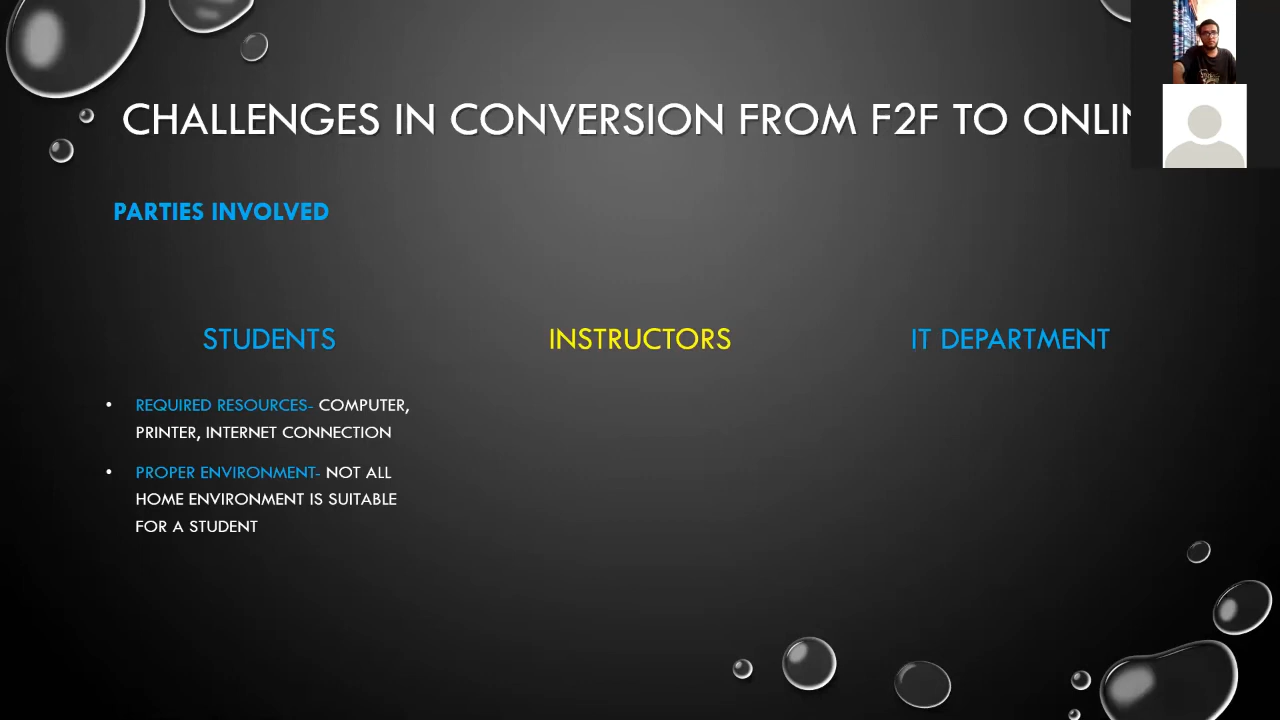 CHALLENGES IN CONVERSION FROM F2F TO
PARTIES INVOLVED
STUDENTS
INSTRUCTORS
IT DEPARTMENT
• REQUIRED RESOURCES- COMPUTER,
PRINTER, INTERNET CONNECTION
• PROPER ENVIRONMENT- NOT ALL
HOME ENVIRONMENT IS SUITABLE
FOR A STUDENT